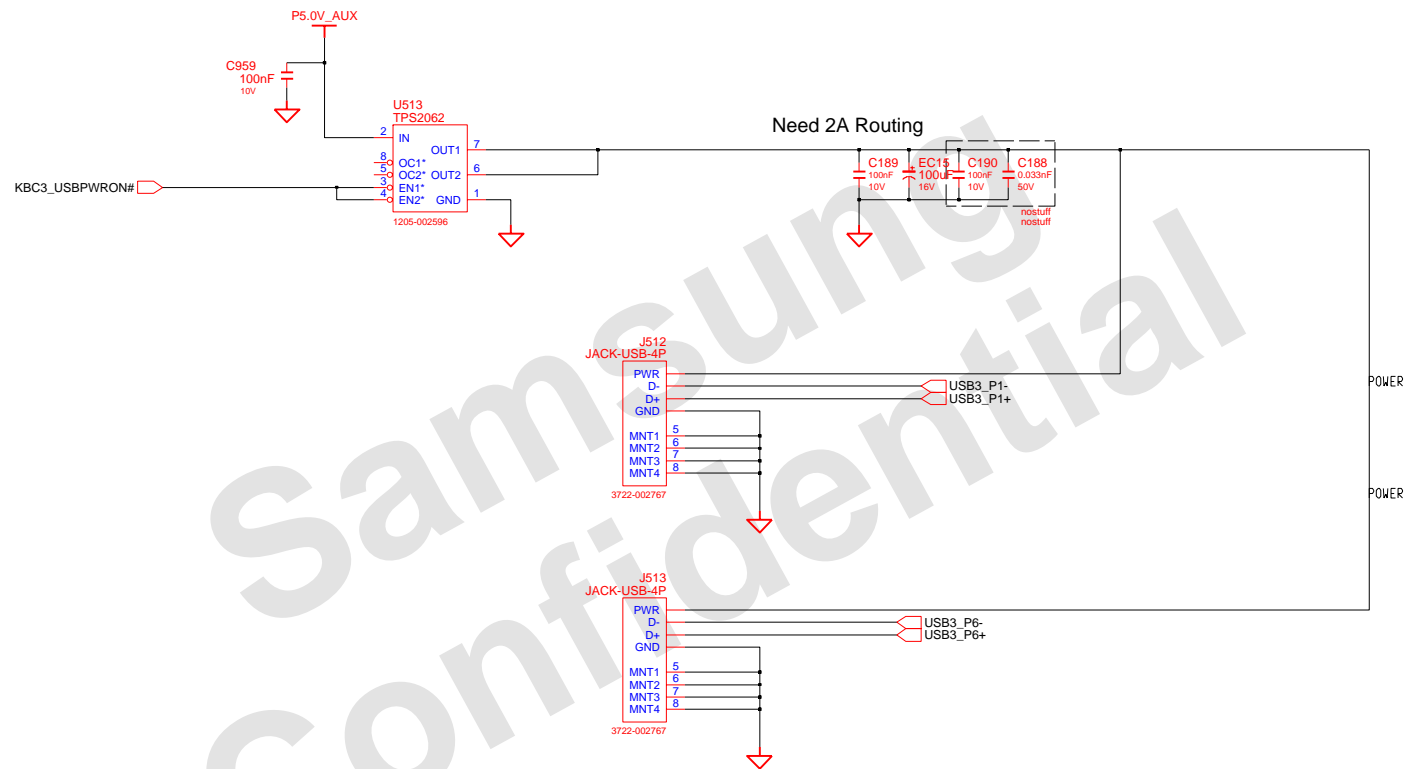 P5.0V_AUX
C959
100nF
10V
U513
TPS2062
2 IN
OUT1 7
8 OC1*
5 OC2*
OUT2 6
3 EN1*
4 EN2*
GND 1
1205-002596
KBC3_USBPWRON#
Need 2A Routing
C189
100nF
10V
EC15
100uF
16V
C190
100nF
10V
C188
0.033nF
50V
nostuff
nostuff
J512
JACK-USB-4P
PWR
D-
D+
GND
MNT1 5
MNT2 6
MNT3 7
MNT4 8
3722-002767
USB3_P1-
USB3_P1+
POWER
POWER
J513
JACK-USB-4P
PWR
D-
D+
GND
MNT1 5
MNT2 6
MNT3 7
MNT4 8
3722-002767
USB3_P6-
USB3_P6+
Samsung
Confidential